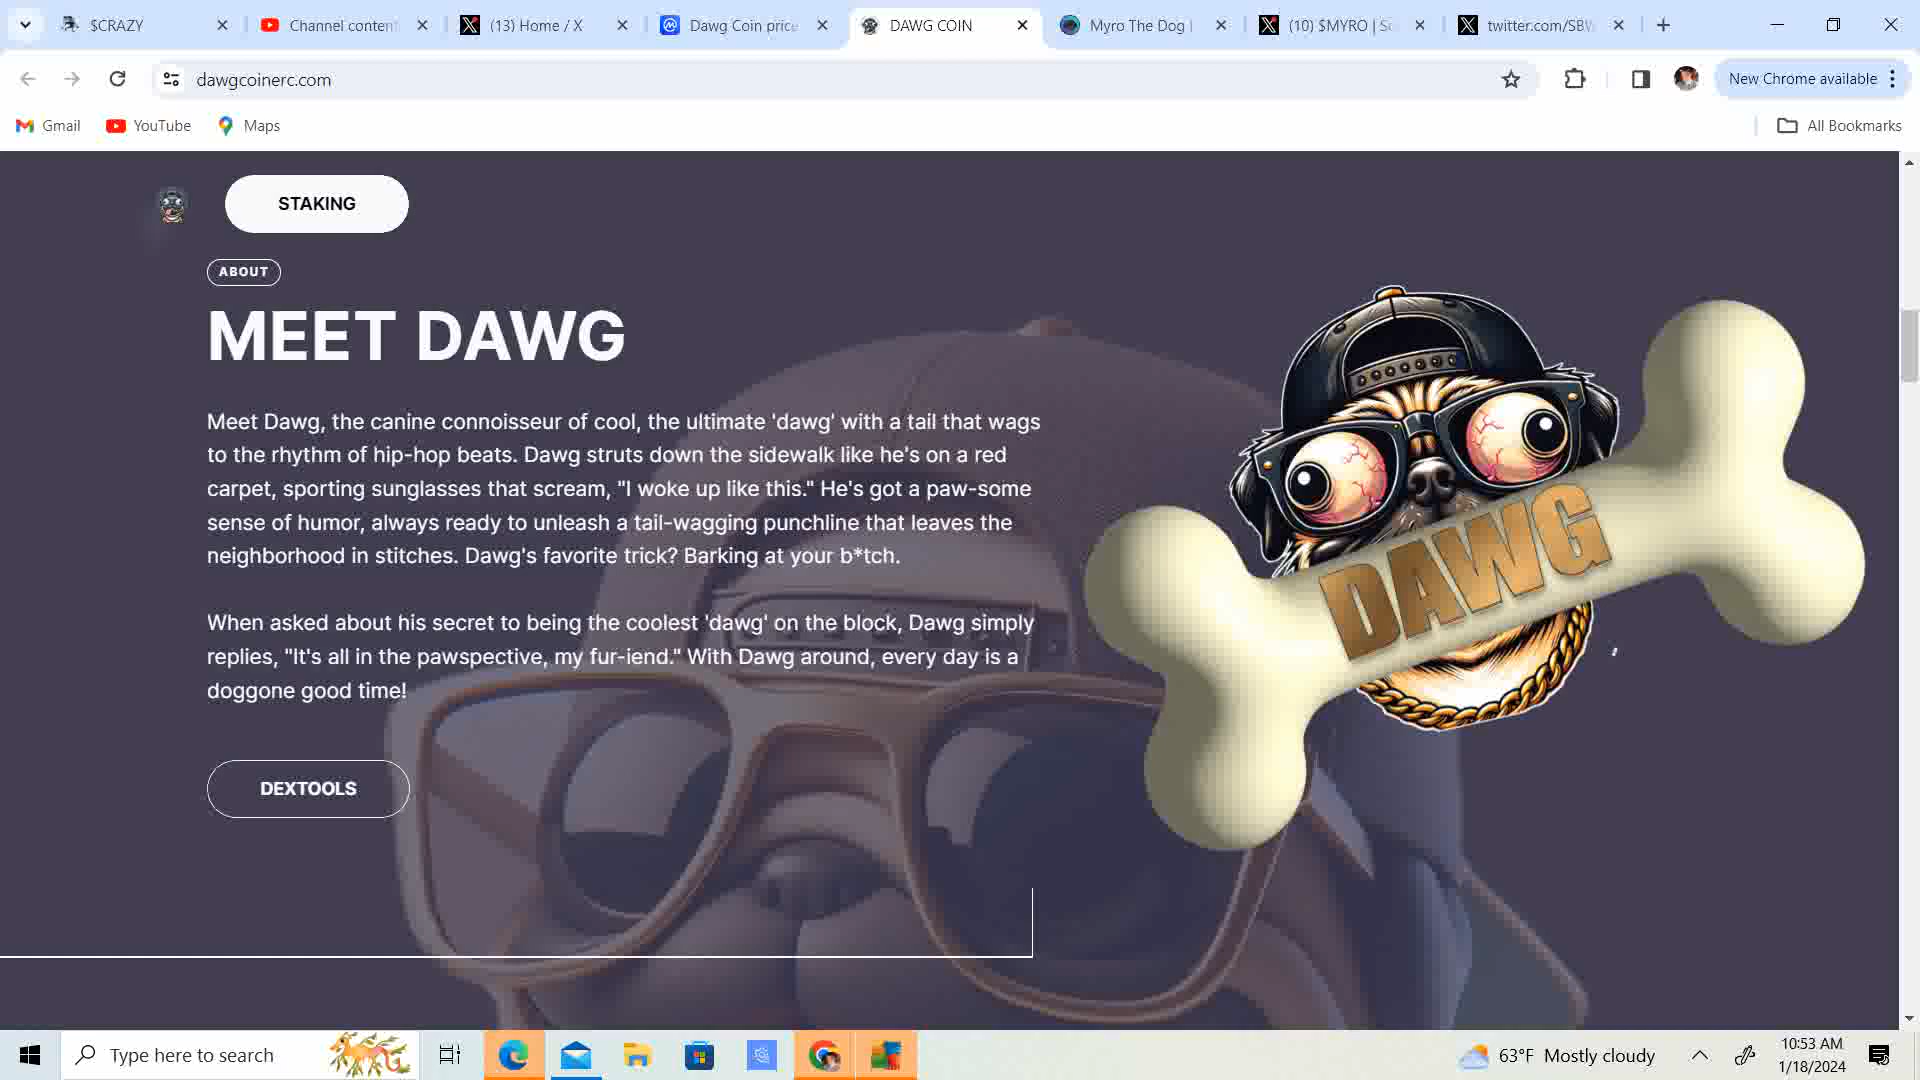 $CRAZY
Channel content
(13) Home / X
Dawg Coin price
DAWG COIN
Myro The Dog |
(10) $MYRO | So
twitter.com/SBW
dawgcoinerc.com
New Chrome available
Gmail
YouTube
Maps
All Bookmarks
STAKING
ABOUT
MEET DAWG
Meet Dawg, the canine connoisseur of cool, the ultimate 'dawg' with a tail that wags
to the rhythm of hip-hop beats. Dawg struts down the sidewalk like he's on a red
carpet, sporting sunglasses that scream, "I woke up like this." He's got a paw-some
sense of humor, always ready to unleash a tail-wagging punchline that leaves the
neighborhood in stitches. Dawg's favorite trick? Barking at your b*tch.
When asked about his secret to being the coolest 'dawg' on the block, Dawg simply
replies, "It's all in the pawspective, my fur-iend." With Dawg around, every day is a
doggone good time!
DEXTOOLS
DAWG
Type here to search
63°F Mostly cloudy
10:53 AM
1/18/2024